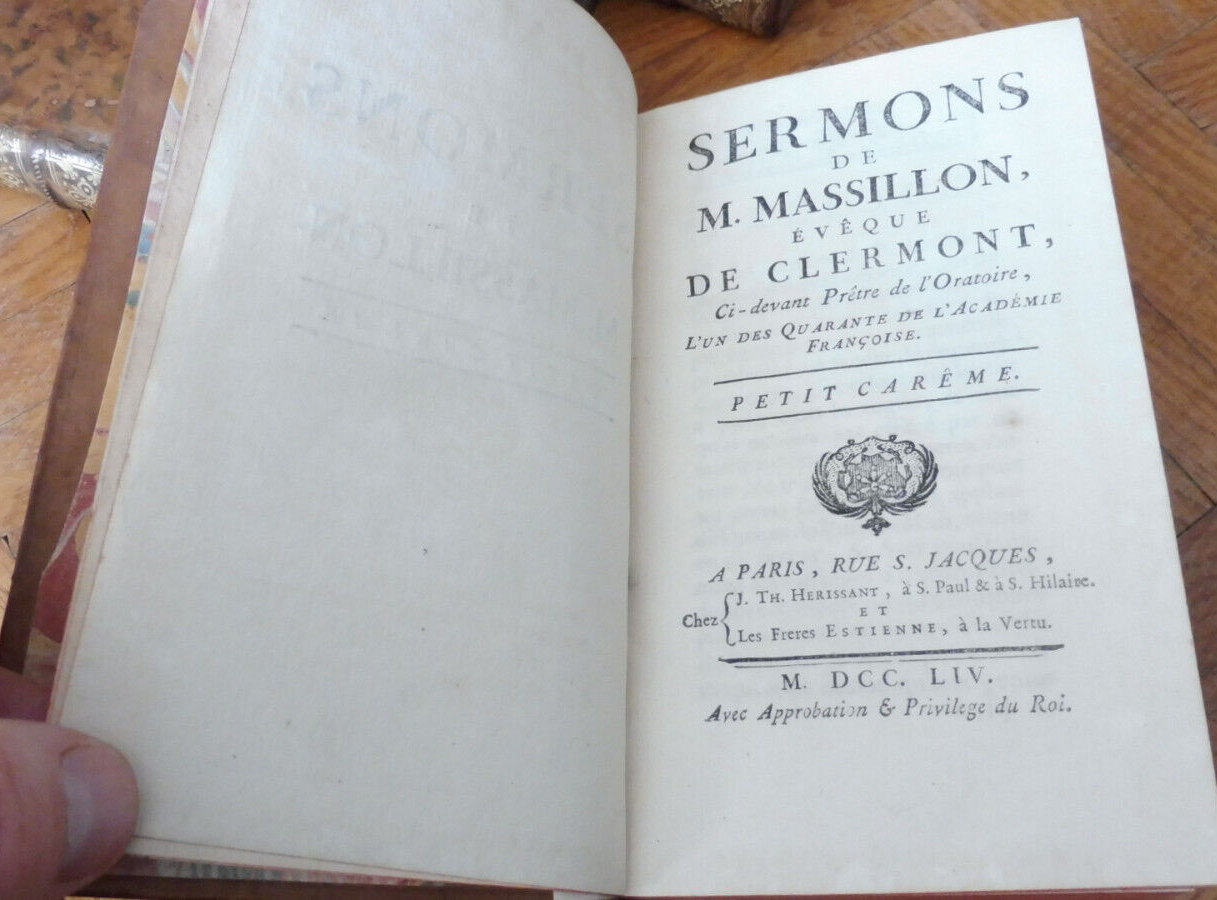 SERMONS
DE
M. MASSILLON,
ÉVÊQUE
DE CLERMONT,
Ci-devant Prêtre de l'Oratoire,
L'UN DES QUARANTE DE L'ACADÉMIE
FRANÇOISE.
PETIT CARÊME.
A PARIS, RUE S. JACQUES,
J. TH. HERISSANT, à S. Paul & à S. Hilaire.
Chez { ET
Les Freres ESTIENNE, à la Vertu.
M. DCC. LIV.
Avec Approbation & Privilege du Roi.